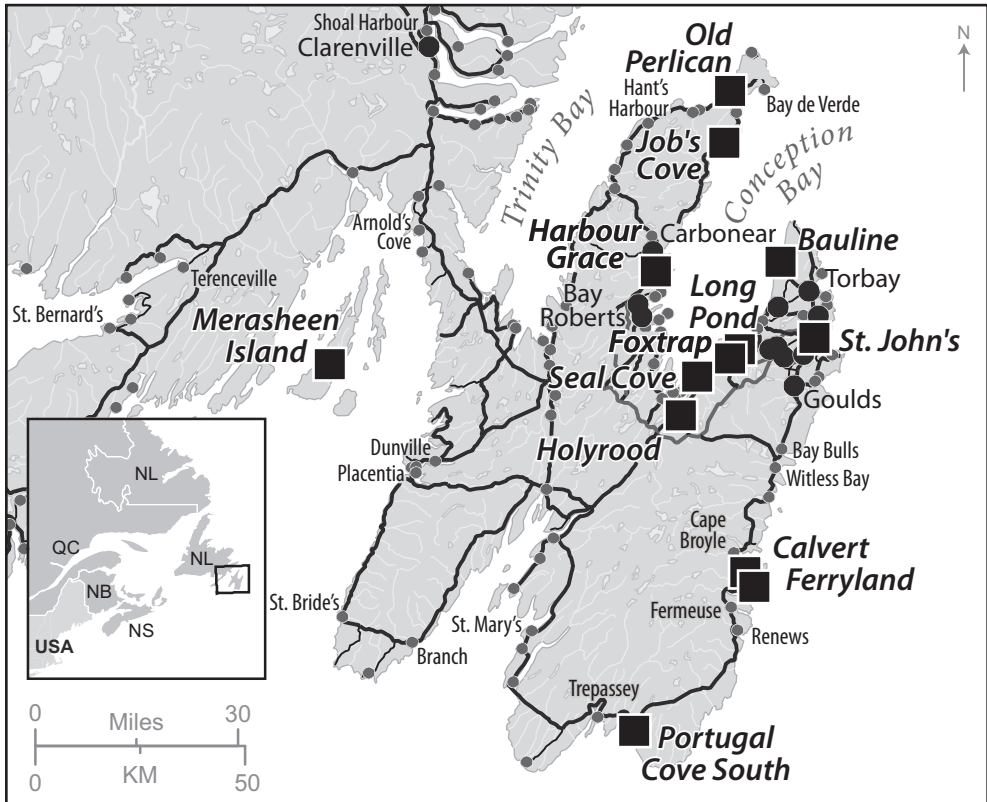 Shoal Harbour
Clarenville
Old
Perlican
N
Hant's
Harbour
Bay de Verde
Trinity Bay
Job's
Cove
Conception
Bay
Arnold's
Cove
Harbour
Grace
Carbonear
Bauline
Terenceville
Long
Pond
Torbay
St. Bernard's
Bay
Roberts
Merasheen
Island
Foxtrap
St. John's
Seal Cove
Goulds
Holyrood
Dunville
Placentia
Bay Bulls
Witless Bay
NL
Cape
Broyle
QC
NL
Calvert
Ferryland
NB
NS
St. Bride's
Fermeuse
St. Mary's
Renews
USA
Branch
Trepassey
0 30
Miles
KM
0 50
Portugal
Cove South